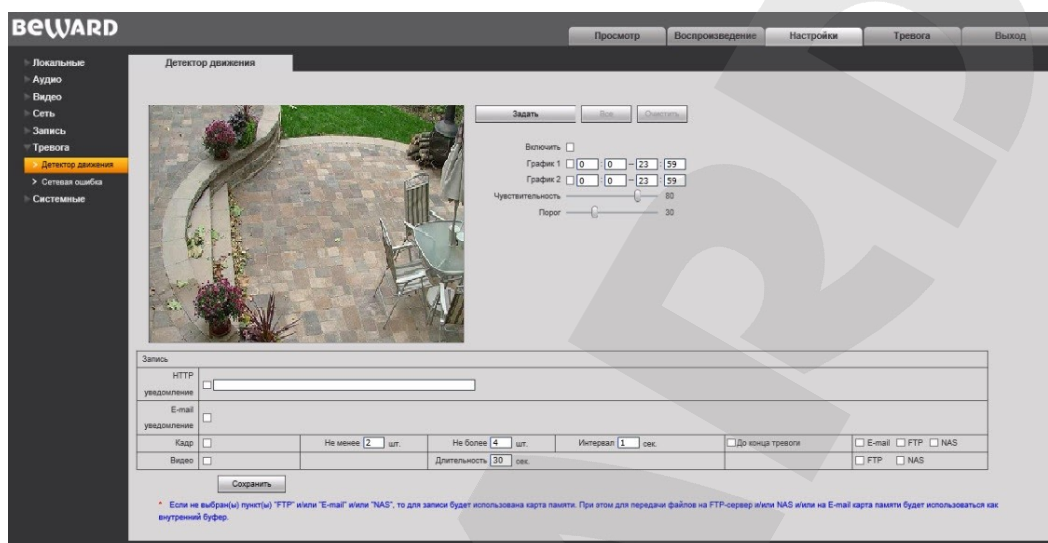 BEWARD
Просмотр Воспроизведение Настройки Тревога Выход
Локальные
Аудио
Видео
Сеть
Запись
Тревога
> Детектор движения
> Сетевая ошибка
Системные
Детектор движения
Задать Все Очистить
Включить
График 1 0 : 0 – 23 : 59
График 2 0 : 0 – 23 : 59
Чувствительность 80
Порог 30
Запись
HTTP
уведомление
E-mail
уведомление
Кадр Не менее 2 шт. Не более 4 шт. Интервал 1 сек. До конца тревоги E-mail FTP NAS
Видео Длительность 30 сек. FTP NAS
Сохранить
* Если не выбран(ы) пункт(ы) "FTP" и/или "E-mail" и/или "NAS", то для записи будет использована карта памяти. При этом для передачи файлов на FTP-сервер и/или NAS и/или на E-mail карта памяти будет использоваться как
внутренний буфер.